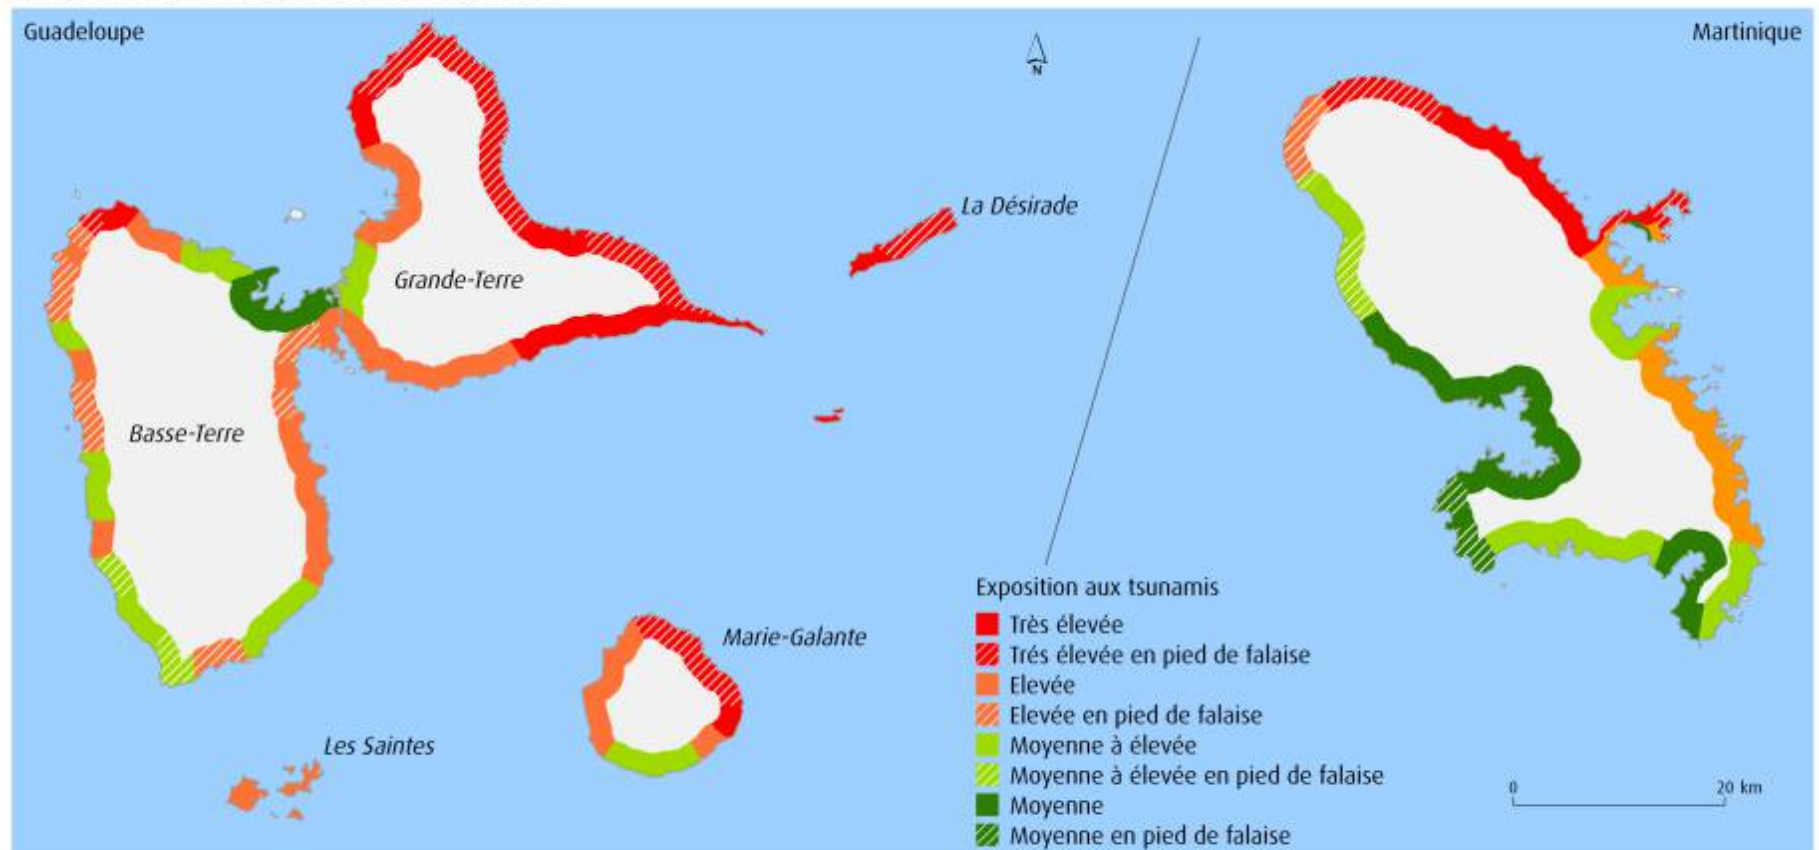 Guadeloupe
Martinique
N
La Désirade
Grande-Terre
Basse-Terre
Marie-Galante
Les Saintes
Exposition aux tsunamis
Très élevée
Trés élevée en pied de falaise
Elevée
Elevée en pied de falaise
Moyenne à élevée
Moyenne à élevée en pied de falaise
Moyenne
Moyenne en pied de falaise
0 20 km